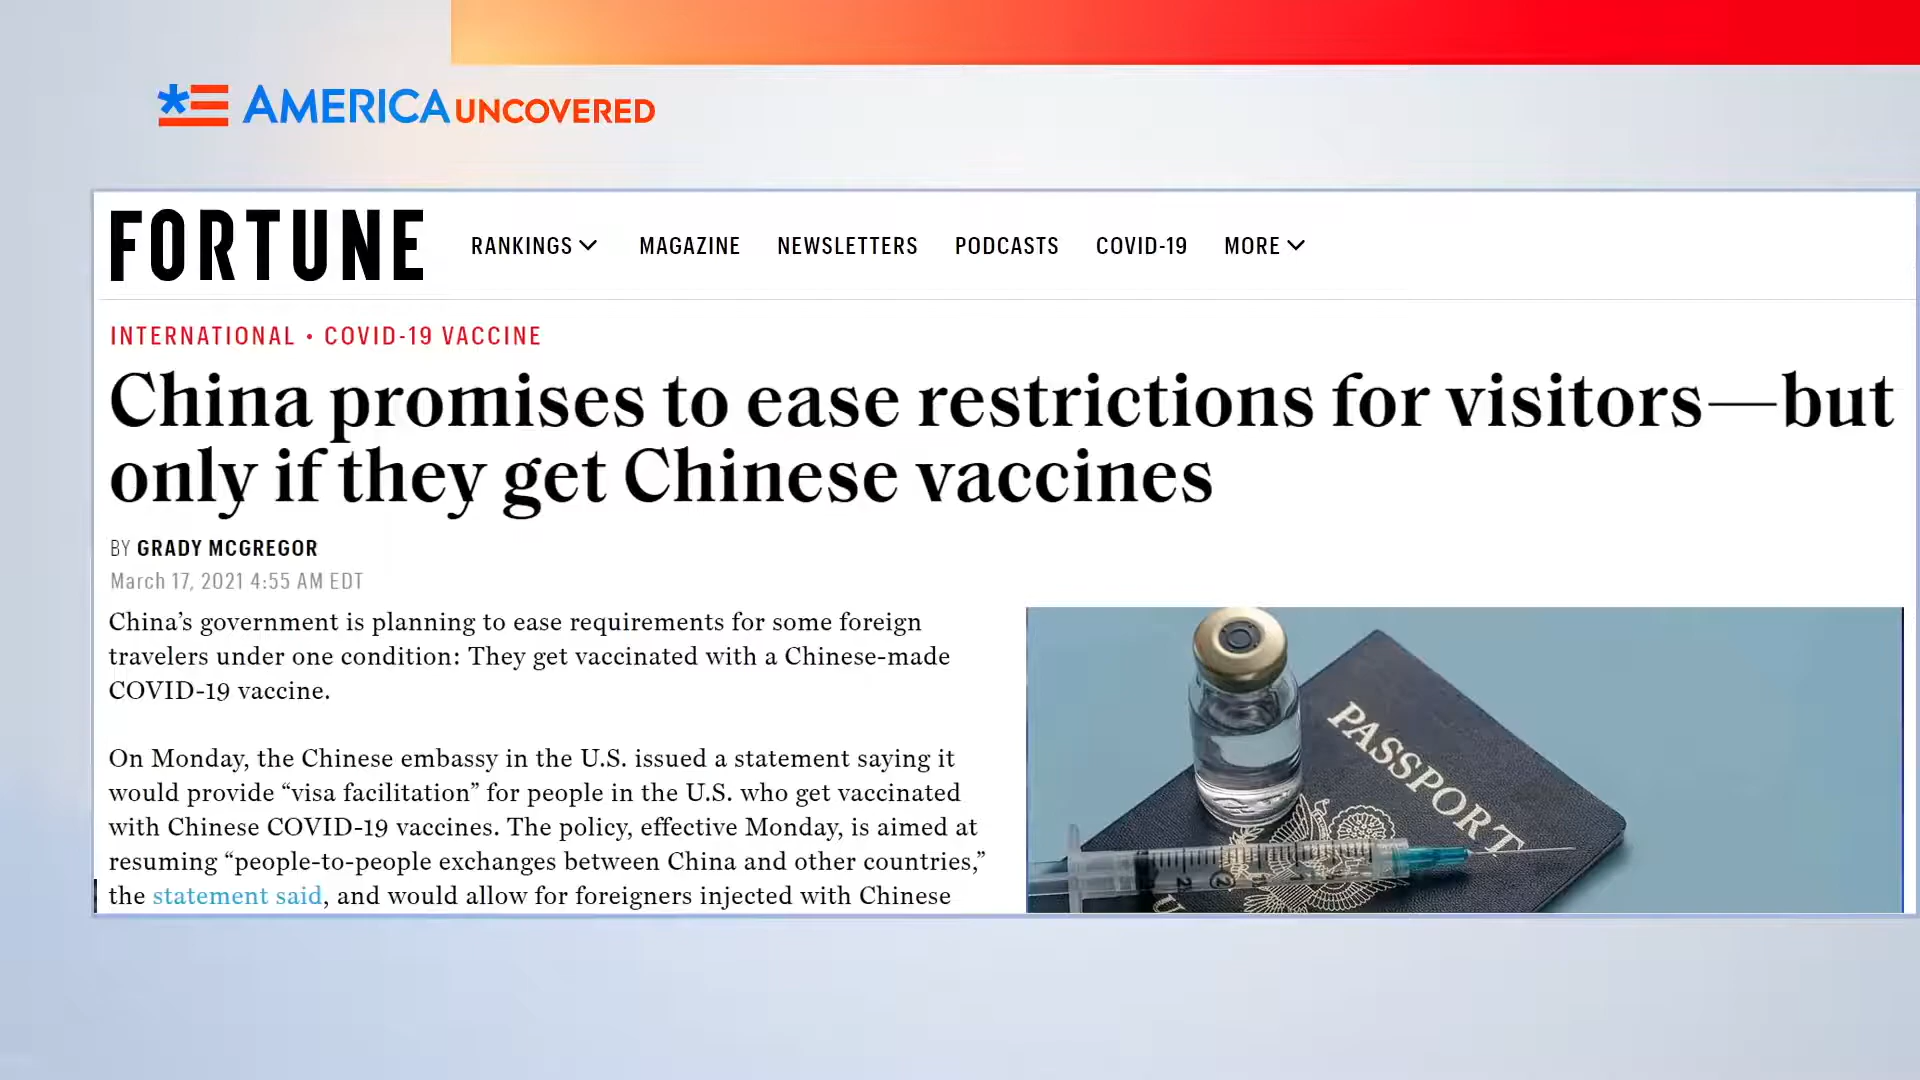 AMERICA UNCOVERED
FORTUNE
RANKINGS MAGAZINE NEWSLETTERS PODCASTS COVID-19 MORE
INTERNATIONAL • COVID-19 VACCINE
China promises to ease restrictions for visitors—but
only if they get Chinese vaccines
BY GRADY MCGREGOR
March 17, 2021 4:55 AM EDT
China’s government is planning to ease requirements for some foreign
travelers under one condition: They get vaccinated with a Chinese-made
COVID-19 vaccine.
On Monday, the Chinese embassy in the U.S. issued a statement saying it
would provide “visa facilitation” for people in the U.S. who get vaccinated
with Chinese COVID-19 vaccines. The policy, effective Monday, is aimed at
resuming “people-to-people exchanges between China and other countries,”
the statement said, and would allow for foreigners injected with Chinese
PASSPORT